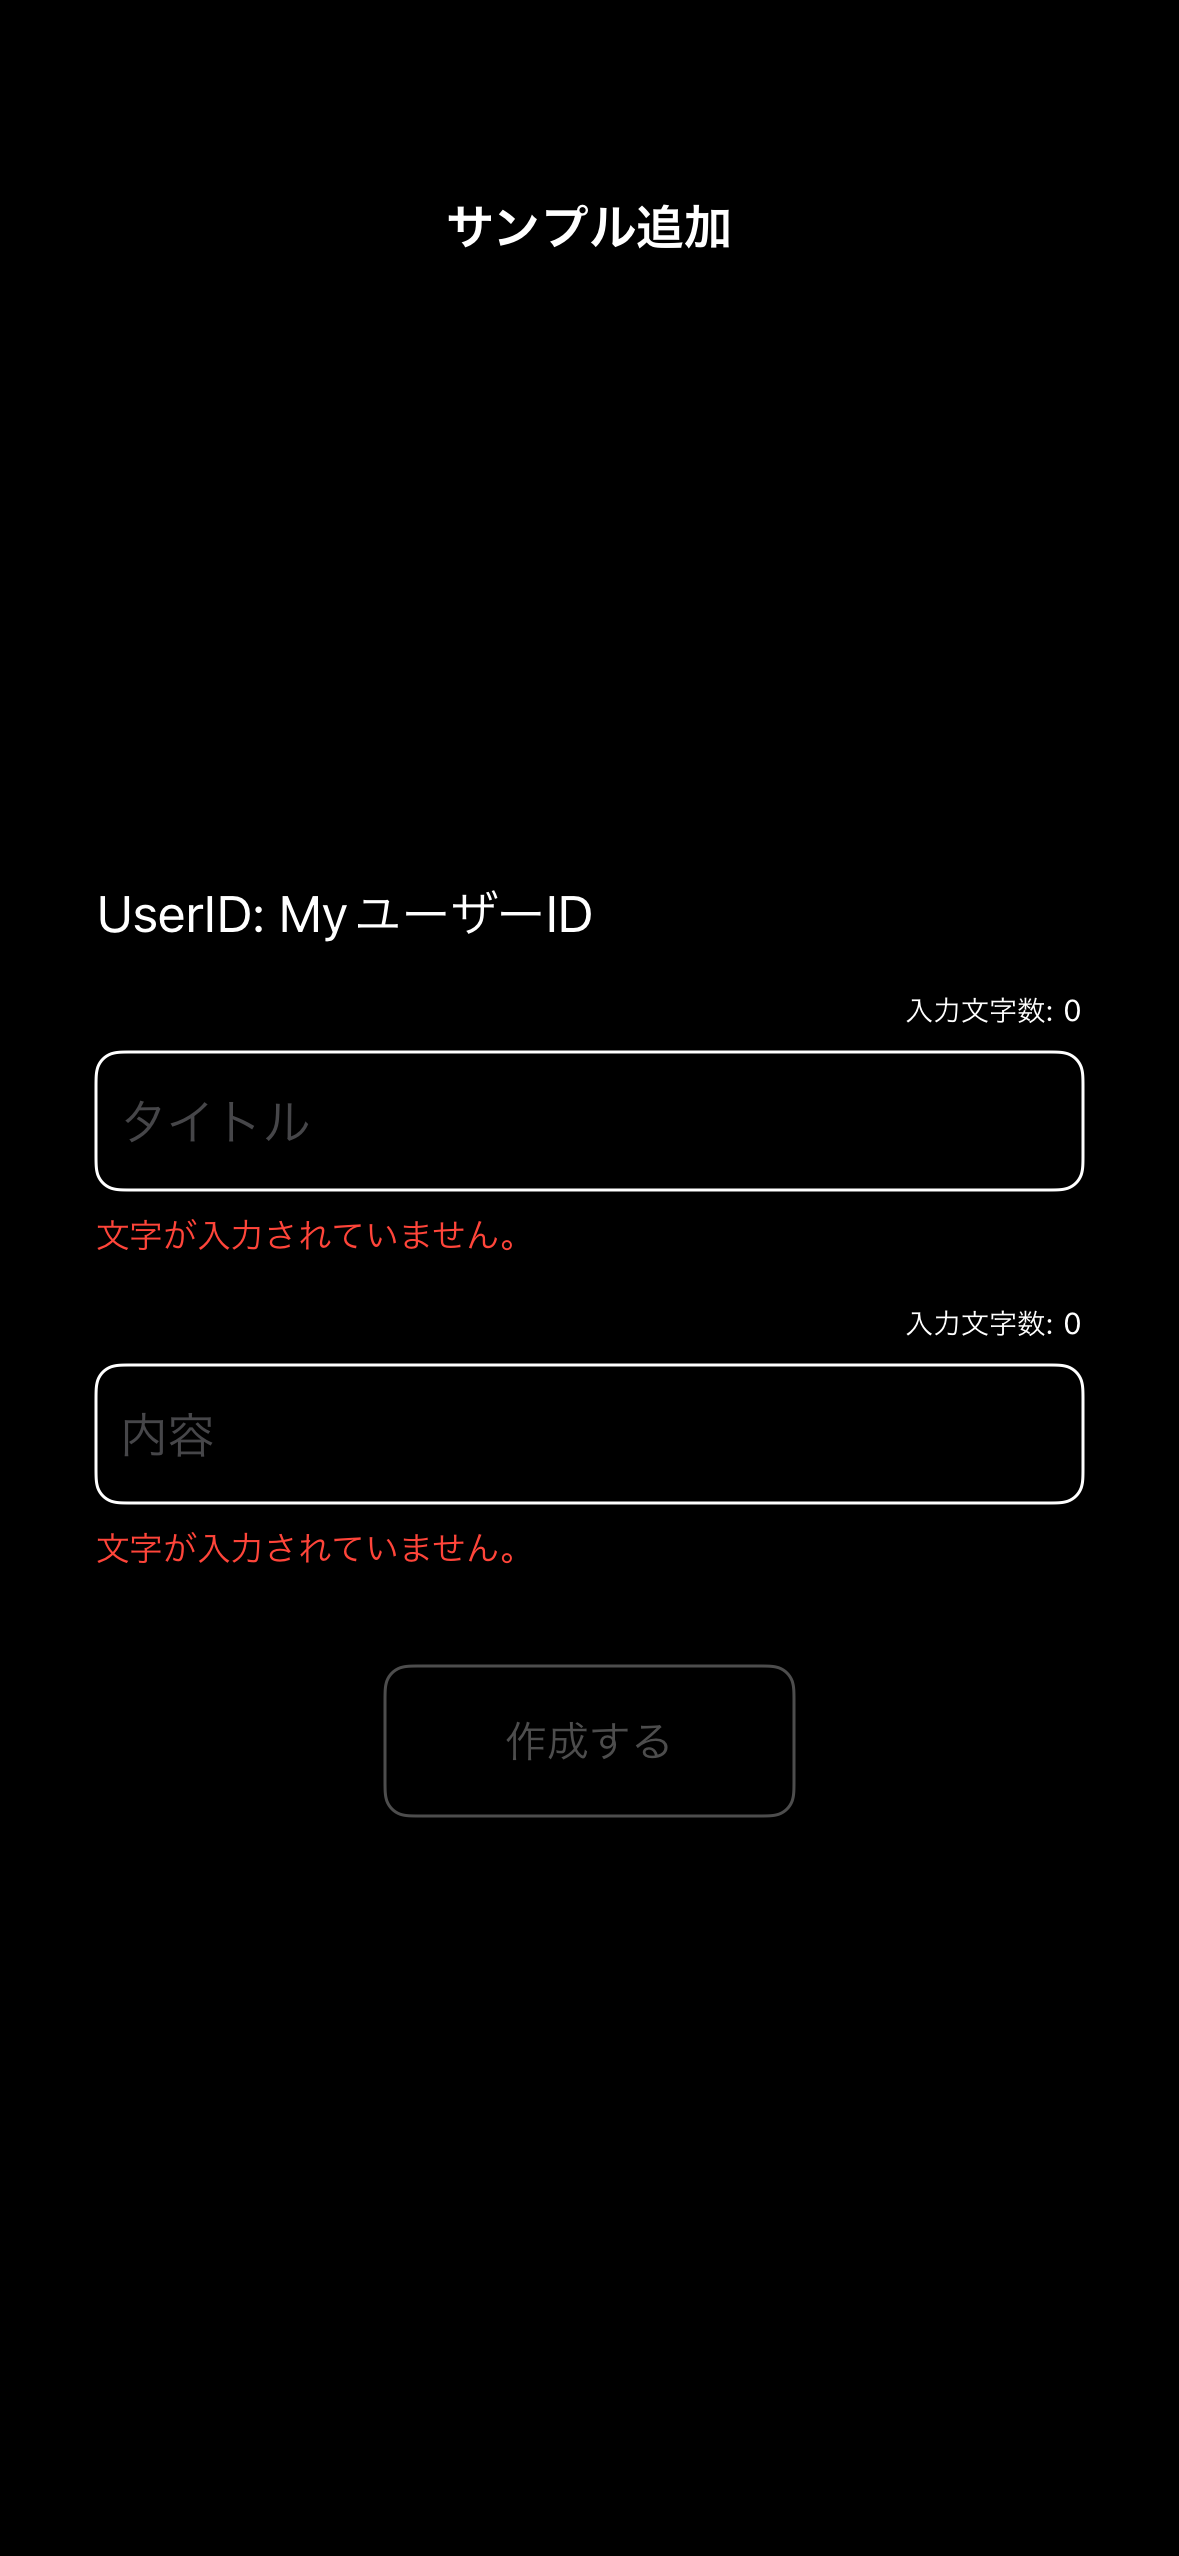 サンプル追加
UserID: MyユーザーID
入力文字数: 0
タイトル
文字が入力されていません。
入力文字数: 0
内容
文字が入力されていません。
作成する